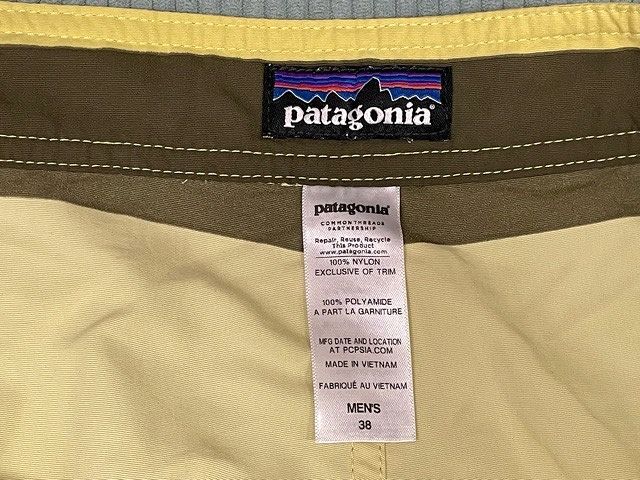 patagonia®
patagonia®
COMMON THREADS
PARTNERSHIP
Repair, Reuse, Recycle
This Product
www.patagonia.com
100% NYLON
EXCLUSIVE OF TRIM
100% POLYAMIDE
A PART LA GARNITURE
MFG DATE AND LOCATION
AT PCPSIA.COM
MADE IN VIETNAM
FABRIQUÉ AU VIETNAM
MEN'S
38